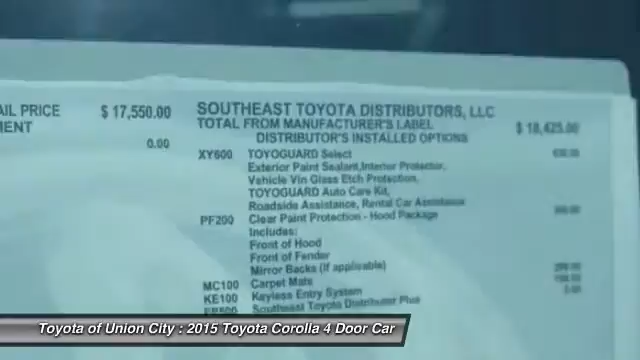 AIL PRICE $ 17,550.00
MENT
0.00
SOUTHEAST TOYOTA DISTRIBUTORS, LLC
TOTAL FROM MANUFACTURER'S LABEL $ 18,425.00
DISTRIBUTOR'S INSTALLED OPTIONS
XY600 TOYOGUARD Select
Exterior Paint Sealant,Interior Protector,
Vehicle Vin Glass Etch Protection,
TOYOGUARD Auto Care Kit,
Roadside Assistance, Rental Car Assistance
PF200 Clear Paint Protection - Hood Package
Includes:
Front of Hood
Front of Fender
Mirror Backs (if applicable)
MC100 Carpet Mats
KE100 Keyless Entry System
Southeast Toyota Distributor Plus
Toyota of Union City : 2015 Toyota Corolla 4 Door Car